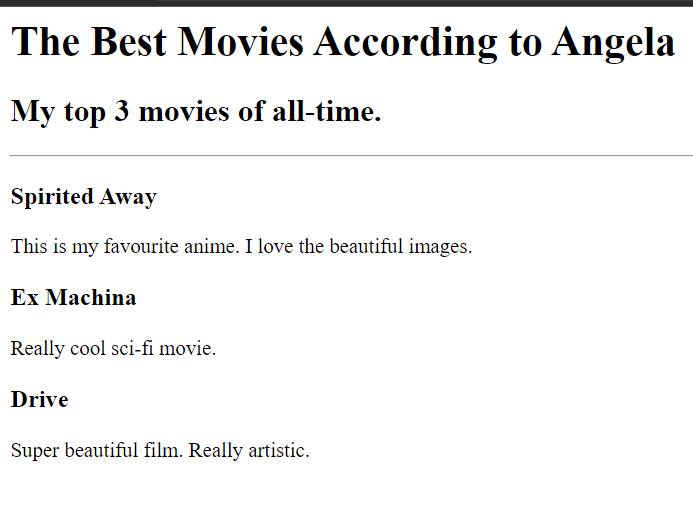 The Best Movies According to Angela
My top 3 movies of all-time.
Spirited Away
This is my favourite anime. I love the beautiful images.
Ex Machina
Really cool sci-fi movie.
Drive
Super beautiful film. Really artistic.